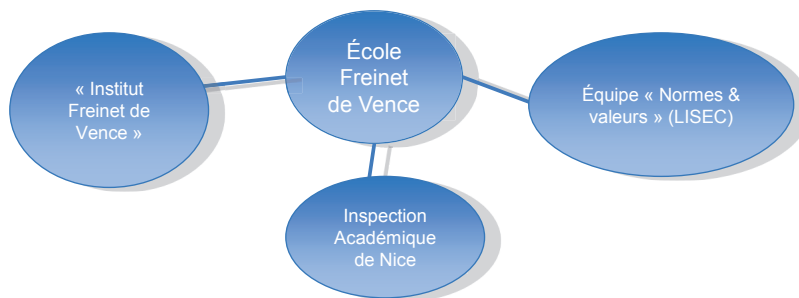 École
Freinet
de Vence
« Institut
Freinet de
Vence »
Équipe « Normes &
valeurs » (LISEC)
Inspection
Académique
de Nice